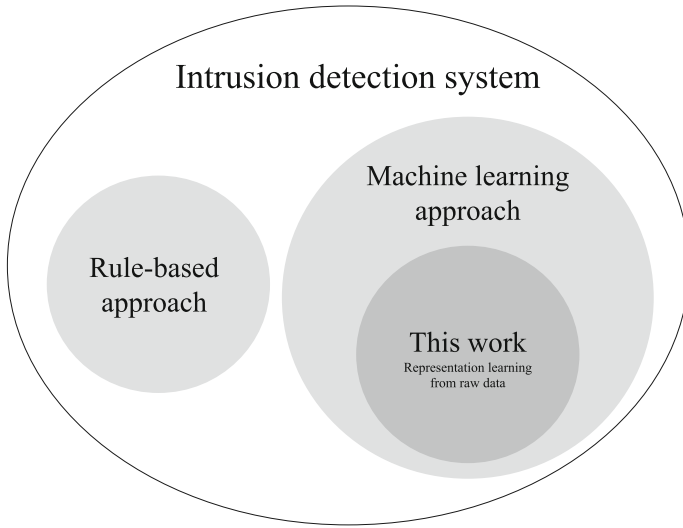 Intrusion detection system
Machine learning
approach
Rule-based
approach
This work
Representation learning
from raw data